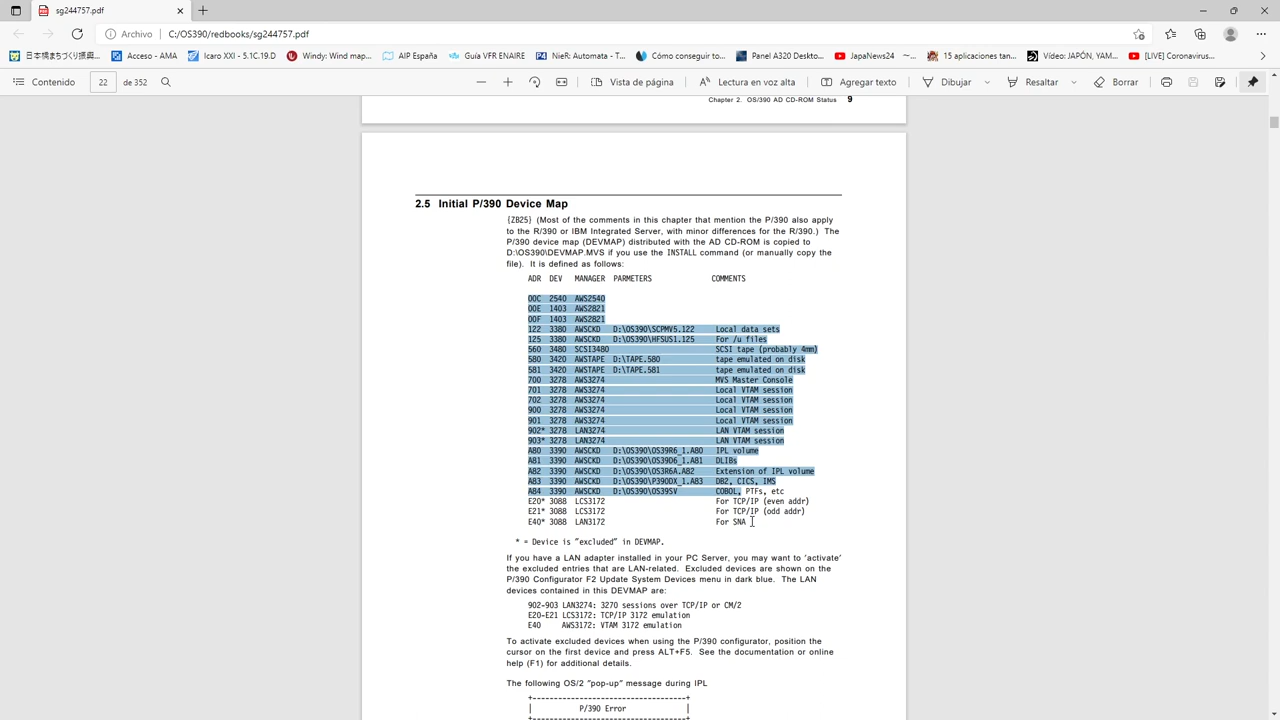 sg244757.pdf
Archivo | C:/OS390/redbooks/sg244757.pdf
日本橋まちづくり振興... Acceso - AMA Icaro XXI - 5.1C.19.D Windy: Wind map... AIP España Guía VFR ENAIRE NieR: Automata - T... Cómo conseguir to... Panel A320 Deskto... JapaNews24 ～... 15 aplicaciones tan... Vídeo: JAPÓN, YAM... [LIVE] Coronavirus...
Contenido 22 de 352 Vista de página Lectura en voz alta Agregar texto Dibujar Resaltar Borrar
Chapter 2. OS/390 AD CD-ROM Status 9
2.5 Initial P/390 Device Map
{ZB25} (Most of the comments in this chapter that mention the P/390 also apply
to the R/390 or IBM Integrated Server, with minor differences for the R/390.) The
P/390 device map (DEVMAP) distributed with the AD CD-ROM is copied to
D:\OS390\DEVMAP.MVS if you use the INSTALL command (or manually copy the
file). It is defined as follows:
ADR DEV MANAGER PARMETERS COMMENTS
00C 2540 AWS2540
00E 1403 AWS2821
00F 1403 AWS2821
122 3380 AWSCKD D:\OS390\SCPMV5.122 Local data sets
125 3380 AWSCKD D:\OS390\HFSUS1.125 For /u files
560 3480 SCSI3480 SCSI tape (probably 4mm)
580 3420 AWSTAPE D:\TAPE.580 tape emulated on disk
581 3420 AWSTAPE D:\TAPE.581 tape emulated on disk
700 3278 AWS3274 MVS Master Console
701 3278 AWS3274 Local VTAM session
702 3278 AWS3274 Local VTAM session
900 3278 AWS3274 Local VTAM session
901 3278 AWS3274 Local VTAM session
902* 3278 LAN3274 LAN VTAM session
903* 3278 LAN3274 LAN VTAM session
A80 3390 AWSCKD D:\OS390\OS39R6_1.A80 IPL volume
A81 3390 AWSCKD D:\OS390\OS39D6_1.A81 DLIBs
A82 3390 AWSCKD D:\OS390\OS3R6A.A82 Extension of IPL volume
A83 3390 AWSCKD D:\OS390\P390DX_1.A83 DB2, CICS, IMS
A84 3390 AWSCKD D:\OS390\OS39SV COBOL, PTFs, etc
E20* 3088 LCS3172 For TCP/IP (even addr)
E21* 3088 LCS3172 For TCP/IP (odd addr)
E40* 3088 LAN3172 For SNA
* = Device is "excluded" in DEVMAP.
If you have a LAN adapter installed in your PC Server, you may want to 'activate'
the excluded entries that are LAN-related. Excluded devices are shown on the
P/390 Configurator F2 Update System Devices menu in dark blue. The LAN
devices contained in this DEVMAP are:
902-903 LAN3274: 3270 sessions over TCP/IP or CM/2
E20-E21 LCS3172: TCP/IP 3172 emulation
E40 AWS3172: VTAM 3172 emulation
To activate excluded devices when using the P/390 configurator, position the
cursor on the first device and press ALT+F5. See the documentation or online
help (F1) for additional details.
The following OS/2 "pop-up" message during IPL
+---------------------------------------+
| P/390 Error |
+---------------------------------------+